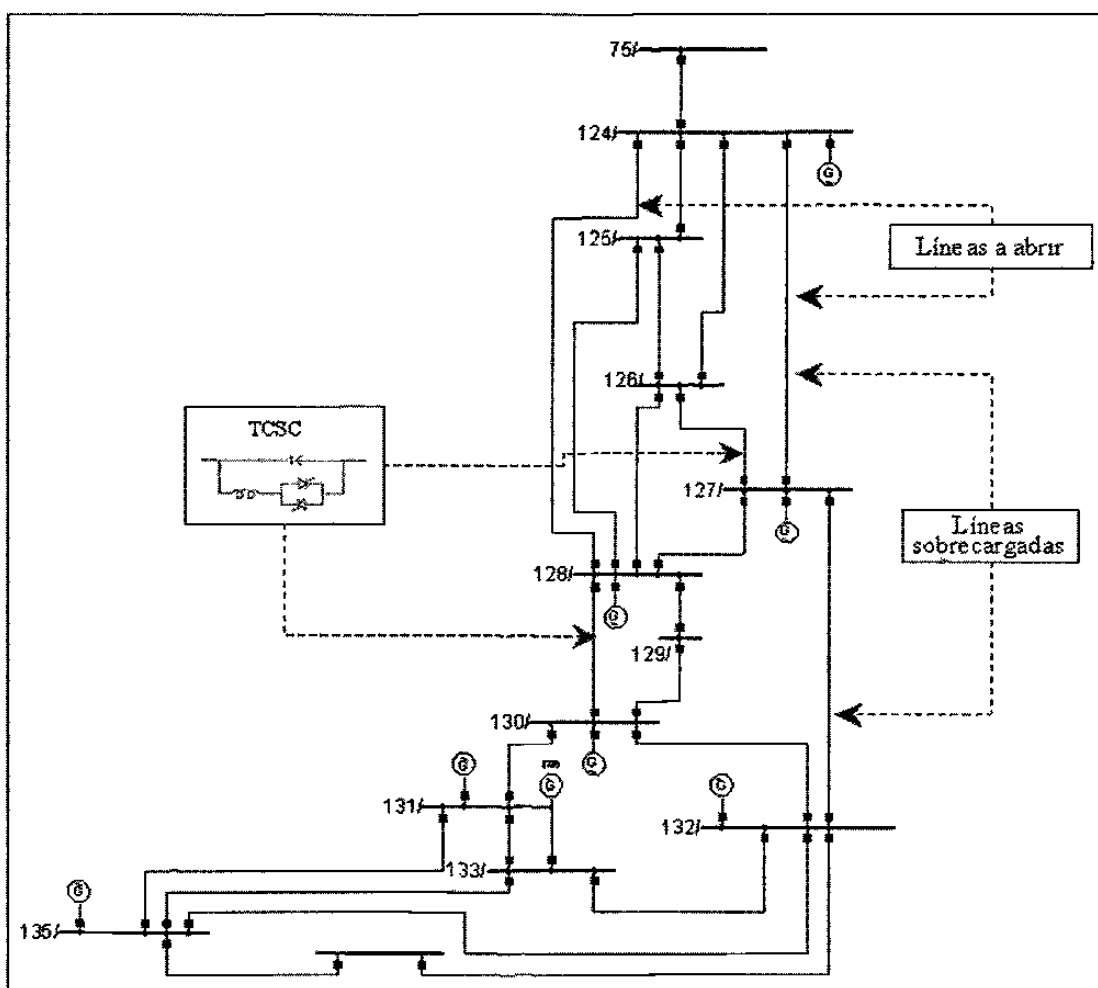 75/
124/
G
125/
Líneas a abrir
126/
TCSC
127/
G
Líneas
sobrecargadas
128/
G
129/
130/
G
G
G
131/
G
132/
133/
G
135/